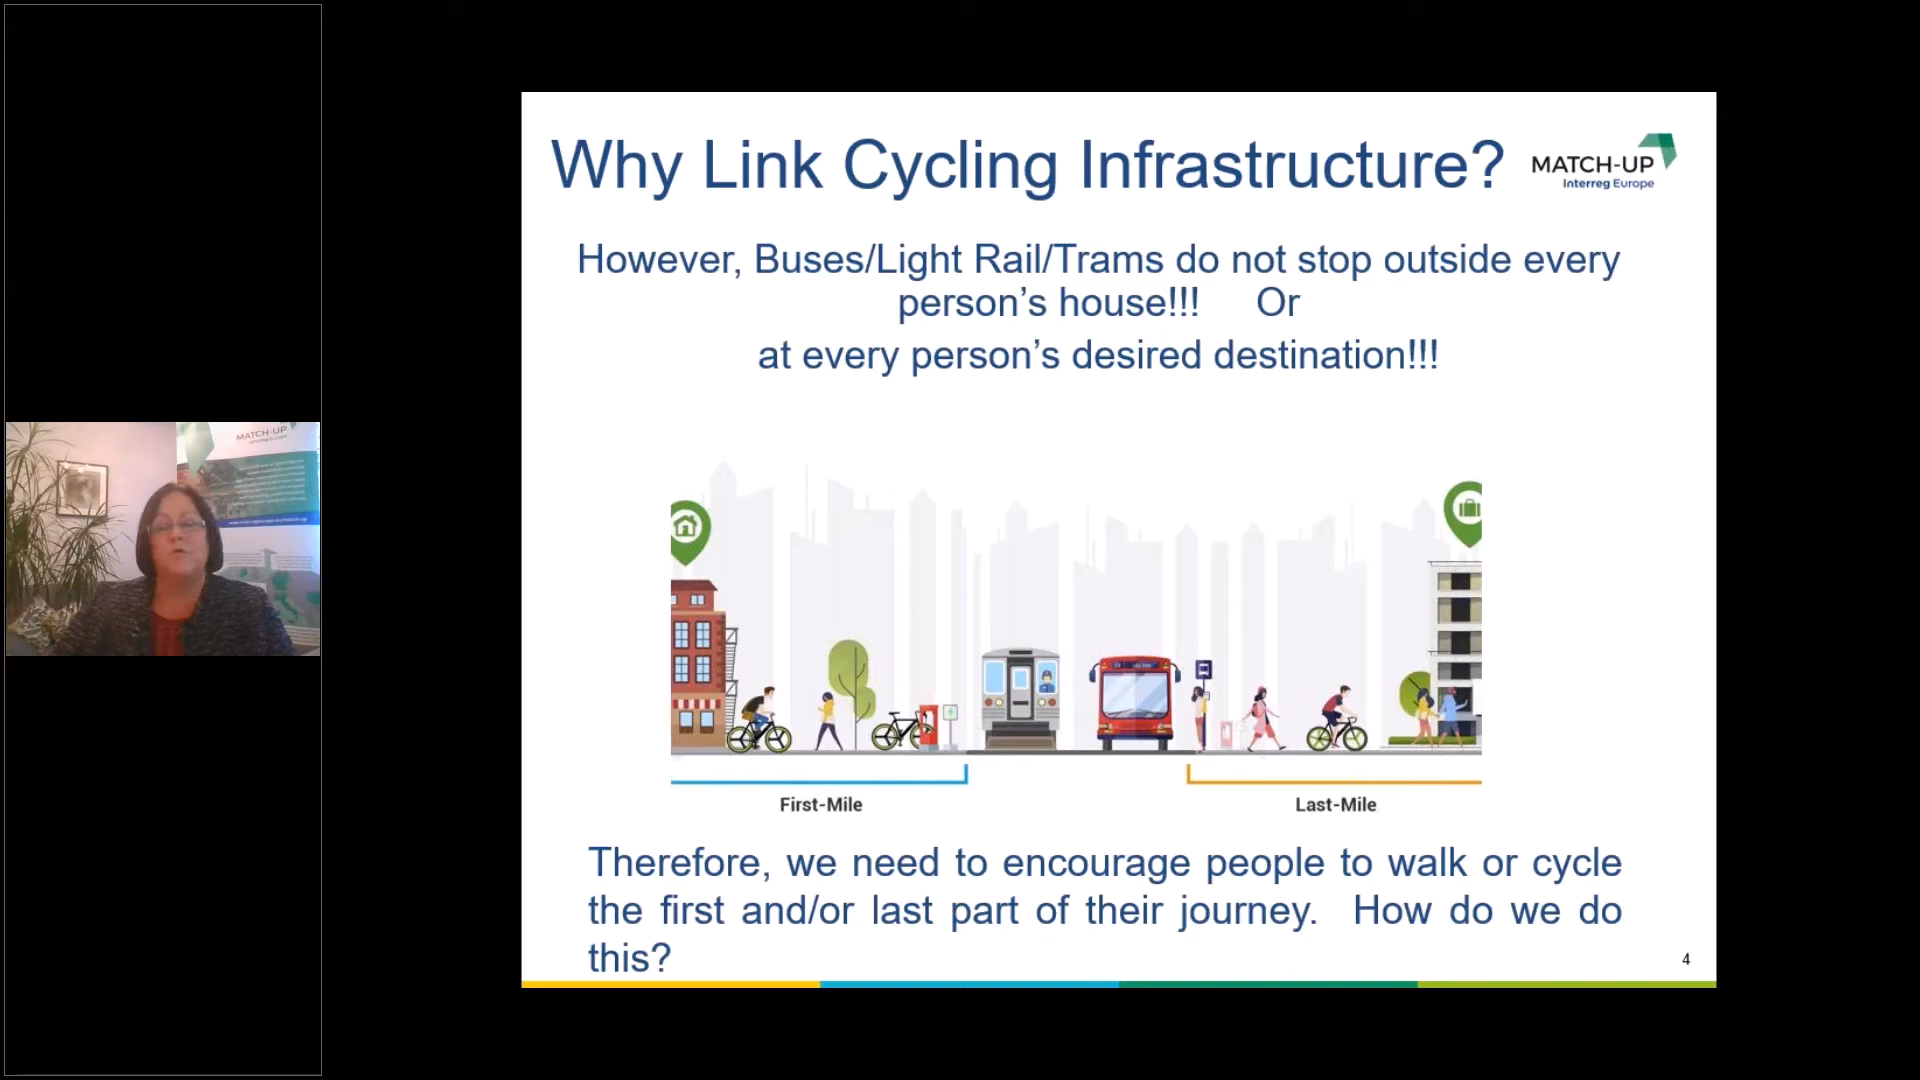 Why Link Cycling Infrastructure?
MATCH-UP
Interreg Europe
However, Buses/Light Rail/Trams do not stop outside every
person’s house!!! Or
at every person’s desired destination!!!
First-Mile
Last-Mile
Therefore, we need to encourage people to walk or cycle
the first and/or last part of their journey. How do we do
this?
4
MATCH-UP